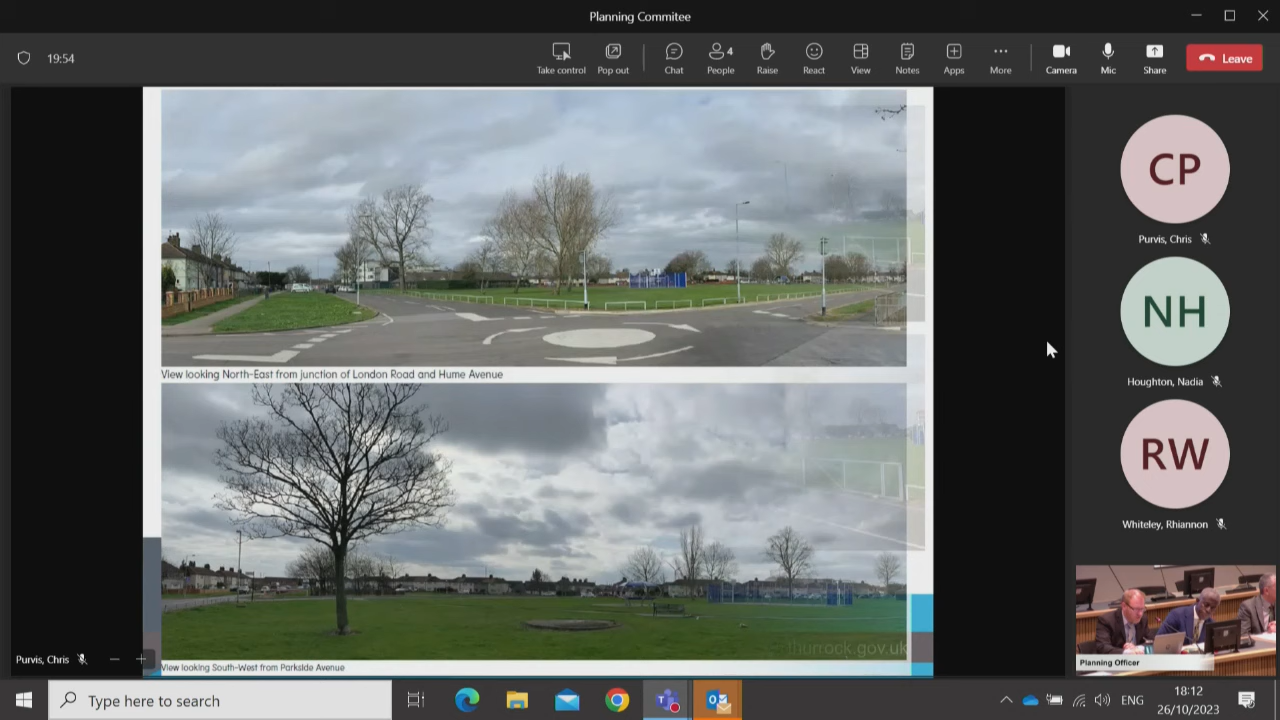 Planning Commitee
19:54
Take control
Pop out
Chat
4
People
Raise
React
View
Notes
Apps
More
Camera
Mic
Share
Leave
CP
Purvis, Chris
NH
Houghton, Nadia
RW
Whiteley, Rhiannon
View looking North-East from junction of London Road and Hume Avenue
View looking South-West from Parkside Avenue
thurrock.gov.uk
Purvis, Chris
Planning Officer
Type here to search
ENG
18:12
26/10/2023